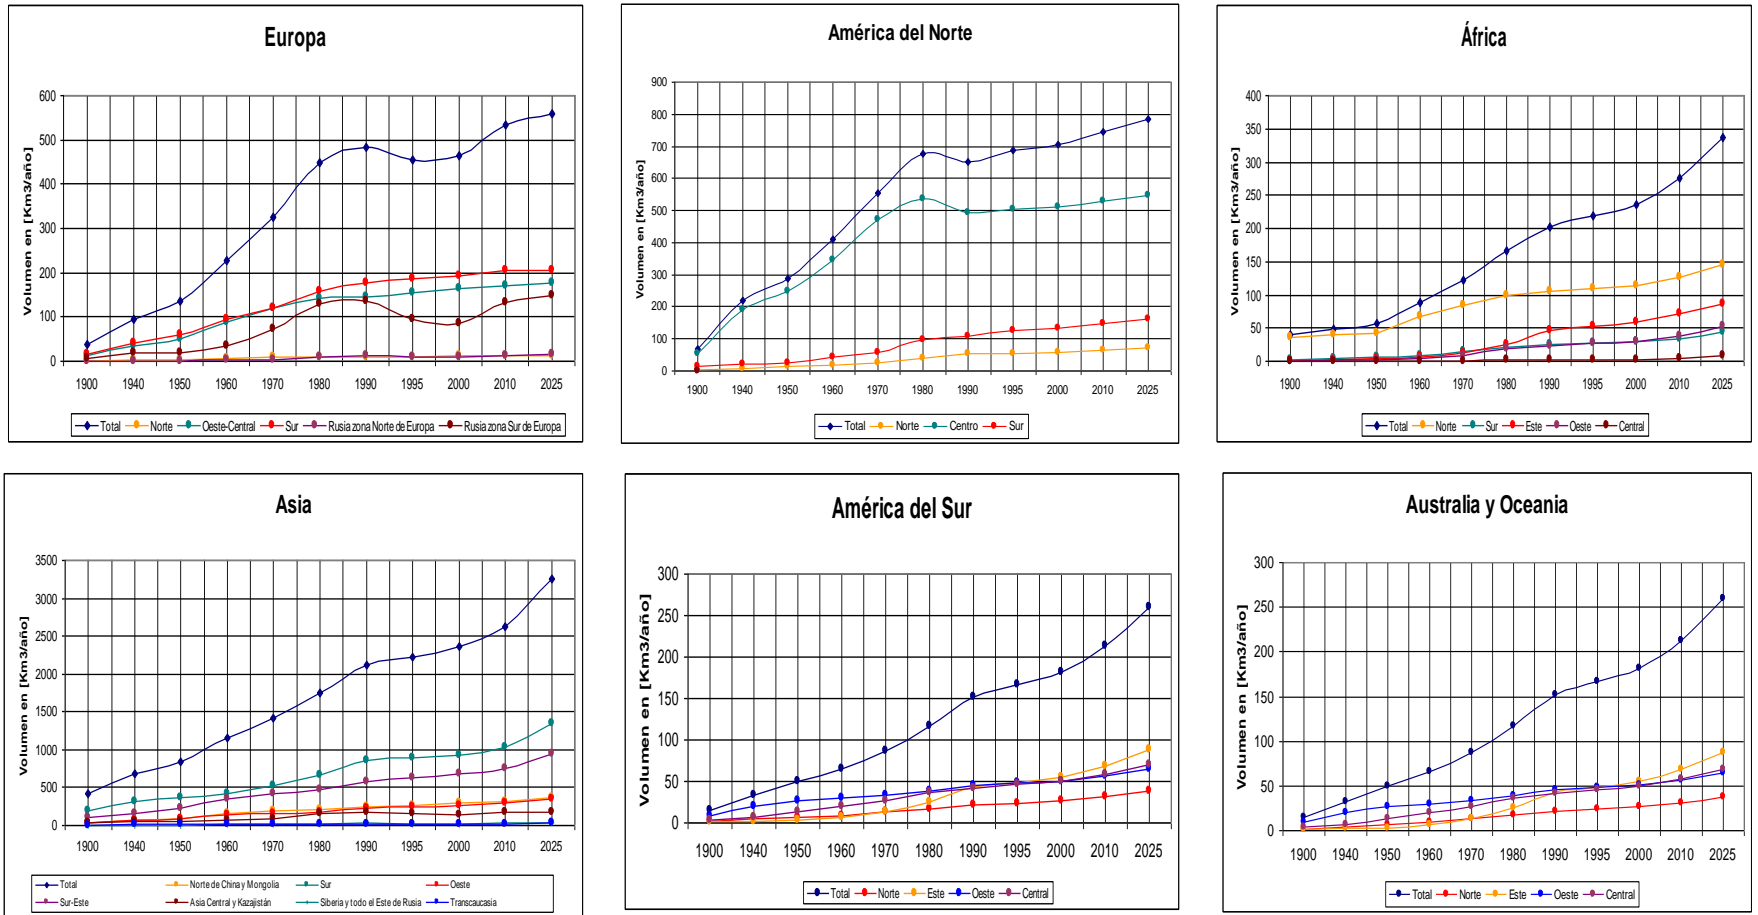 Europa
Volumen en [Km3/año]
600
500
400
300
200
100
0
1900 1940 1950 1960 1970 1980 1990 1995 2000 2010 2025
Total Norte Oeste-Central Sur Rusia zona Norte de Europa Rusia zona Sur de Europa
América del Norte
Volumen en [Km3/año]
900
800
700
600
500
400
300
200
100
0
1900 1940 1950 1960 1970 1980 1990 1995 2000 2010 2025
Total Norte Centro Sur
África
Volumen en [Km3/año]
400
350
300
250
200
150
100
50
0
1900 1940 1950 1960 1970 1980 1990 1995 2000 2010 2025
Total Norte Sur Este Oeste Central
Asia
Volumen en [Km3/año]
3500
3000
2500
2000
1500
1000
500
0
1900 1940 1950 1960 1970 1980 1990 1995 2000 2010 2025
Total Norte de China y Mongolia Sur Oeste
Sur-Este Asia Central y Kazajistán Siberia y todo el Este de Rusia Transcaucasia
América del Sur
Volumen en [Km3/año]
300
250
200
150
100
50
0
1900 1940 1950 1960 1970 1980 1990 1995 2000 2010 2025
Total Norte Este Oeste Central
Australia y Oceania
Volumen en [Km3/año]
300
250
200
150
100
50
0
1900 1940 1950 1960 1970 1980 1990 1995 2000 2010 2025
Total Norte Este Oeste Central